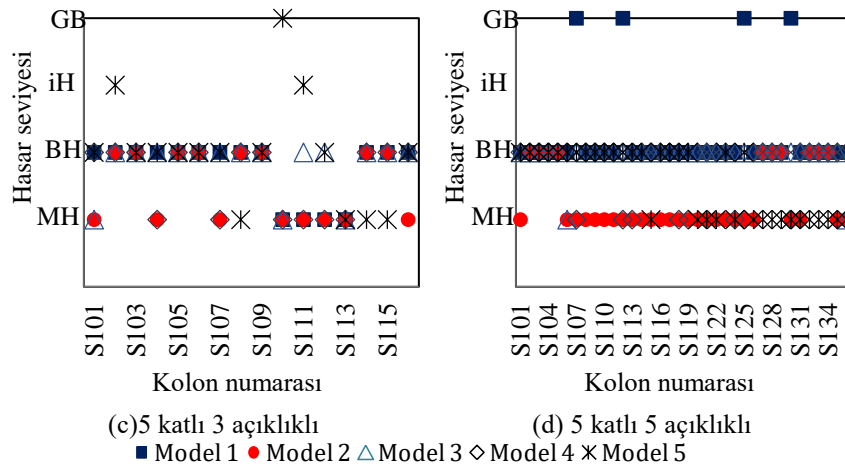 GB
iH
BH
MH
Hasar seviyesi
S101
S103
S105
S107
S109
S111
S113
S115
Kolon numarası
(c)5 katlı 3 açıklıklı
GB
iH
BH
MH
Hasar seviyesi
S101
S104
S107
S110
S113
S116
S119
S122
S125
S128
S131
S134
Kolon numarası
(d) 5 katlı 5 açıklıklı
Model 1 Model 2 Model 3 Model 4 Model 5